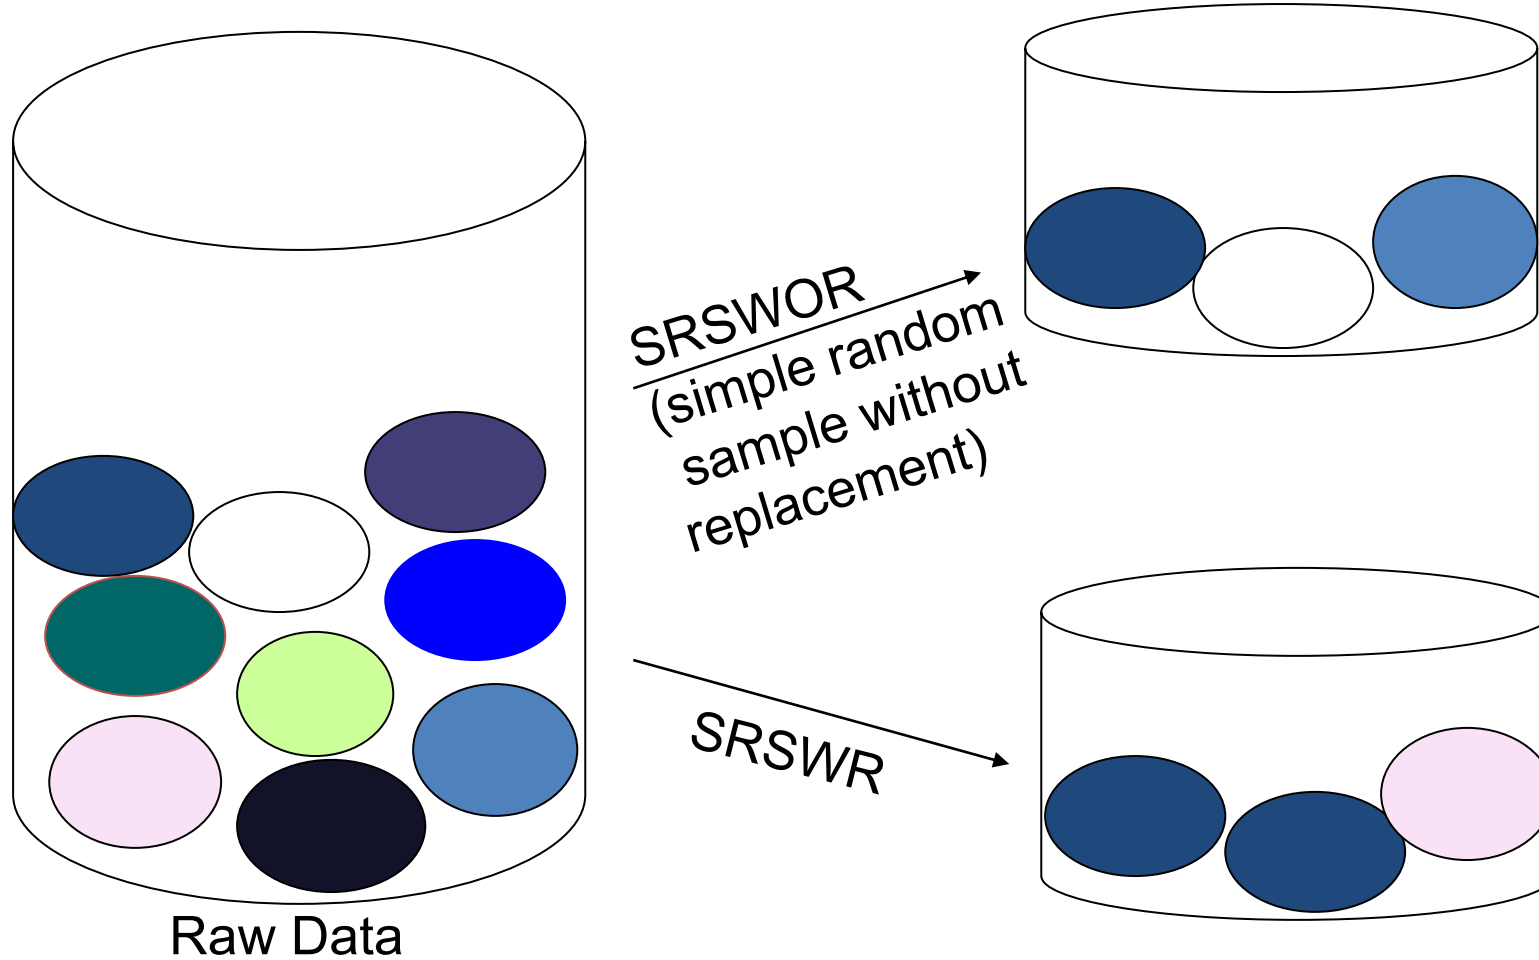 SRSWOR
(simple random
sample without
replacement)
SRSWR
Raw Data